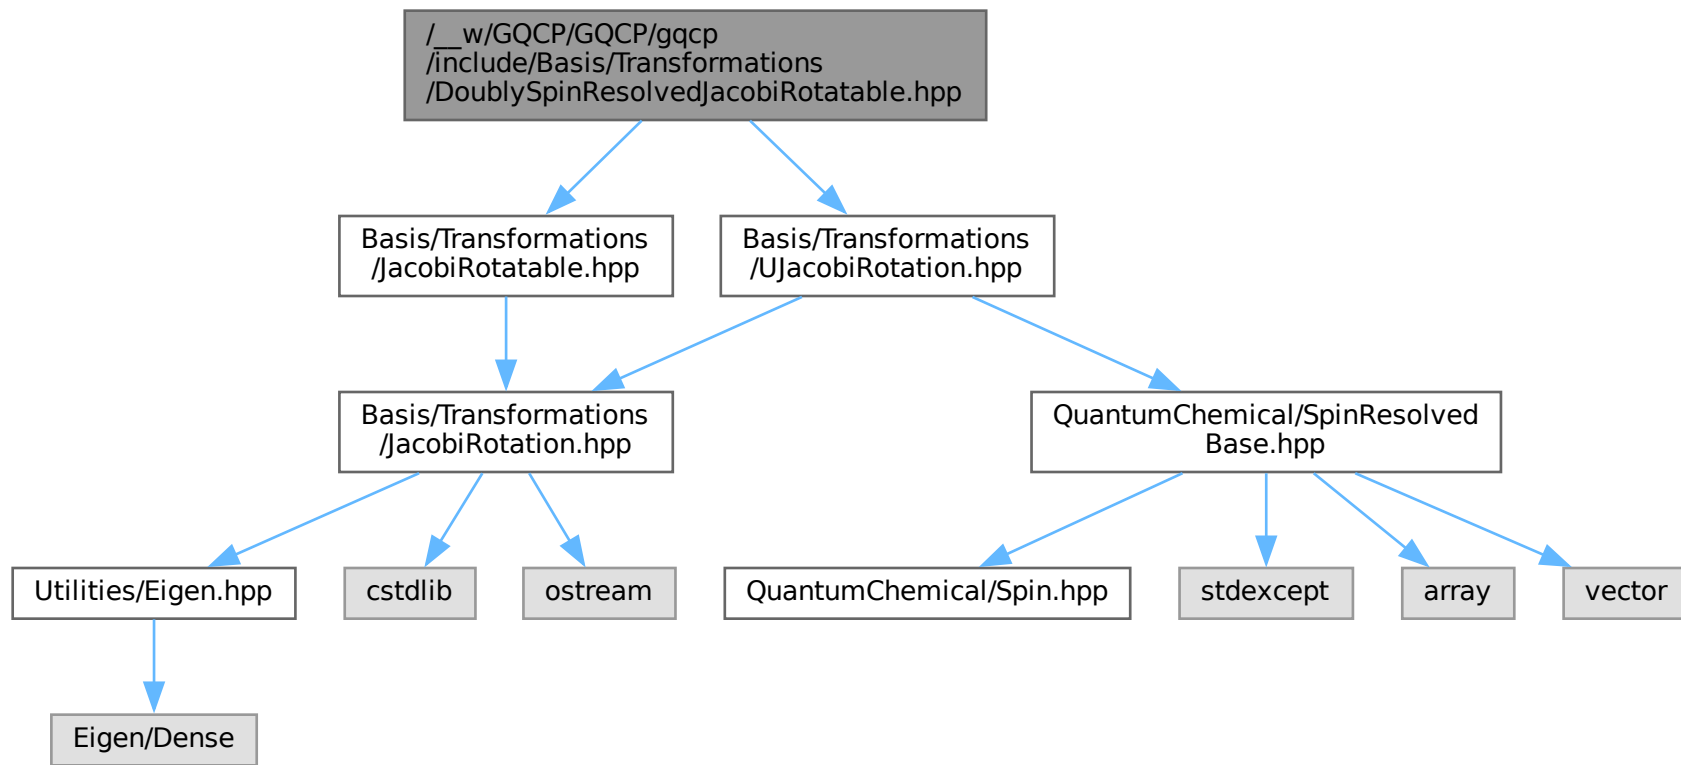 /__w/GQCP/GQCP/gqcp
/include/Basis/Transformations
/DoublySpinResolvedJacobiRotatable.hpp
Basis/Transformations
/JacobiRotatable.hpp
Basis/Transformations
/UJacobiRotation.hpp
Basis/Transformations
/JacobiRotation.hpp
QuantumChemical/SpinResolved
Base.hpp
Utilities/Eigen.hpp
cstdlib
ostream
QuantumChemical/Spin.hpp
stdexcept
array
vector
Eigen/Dense